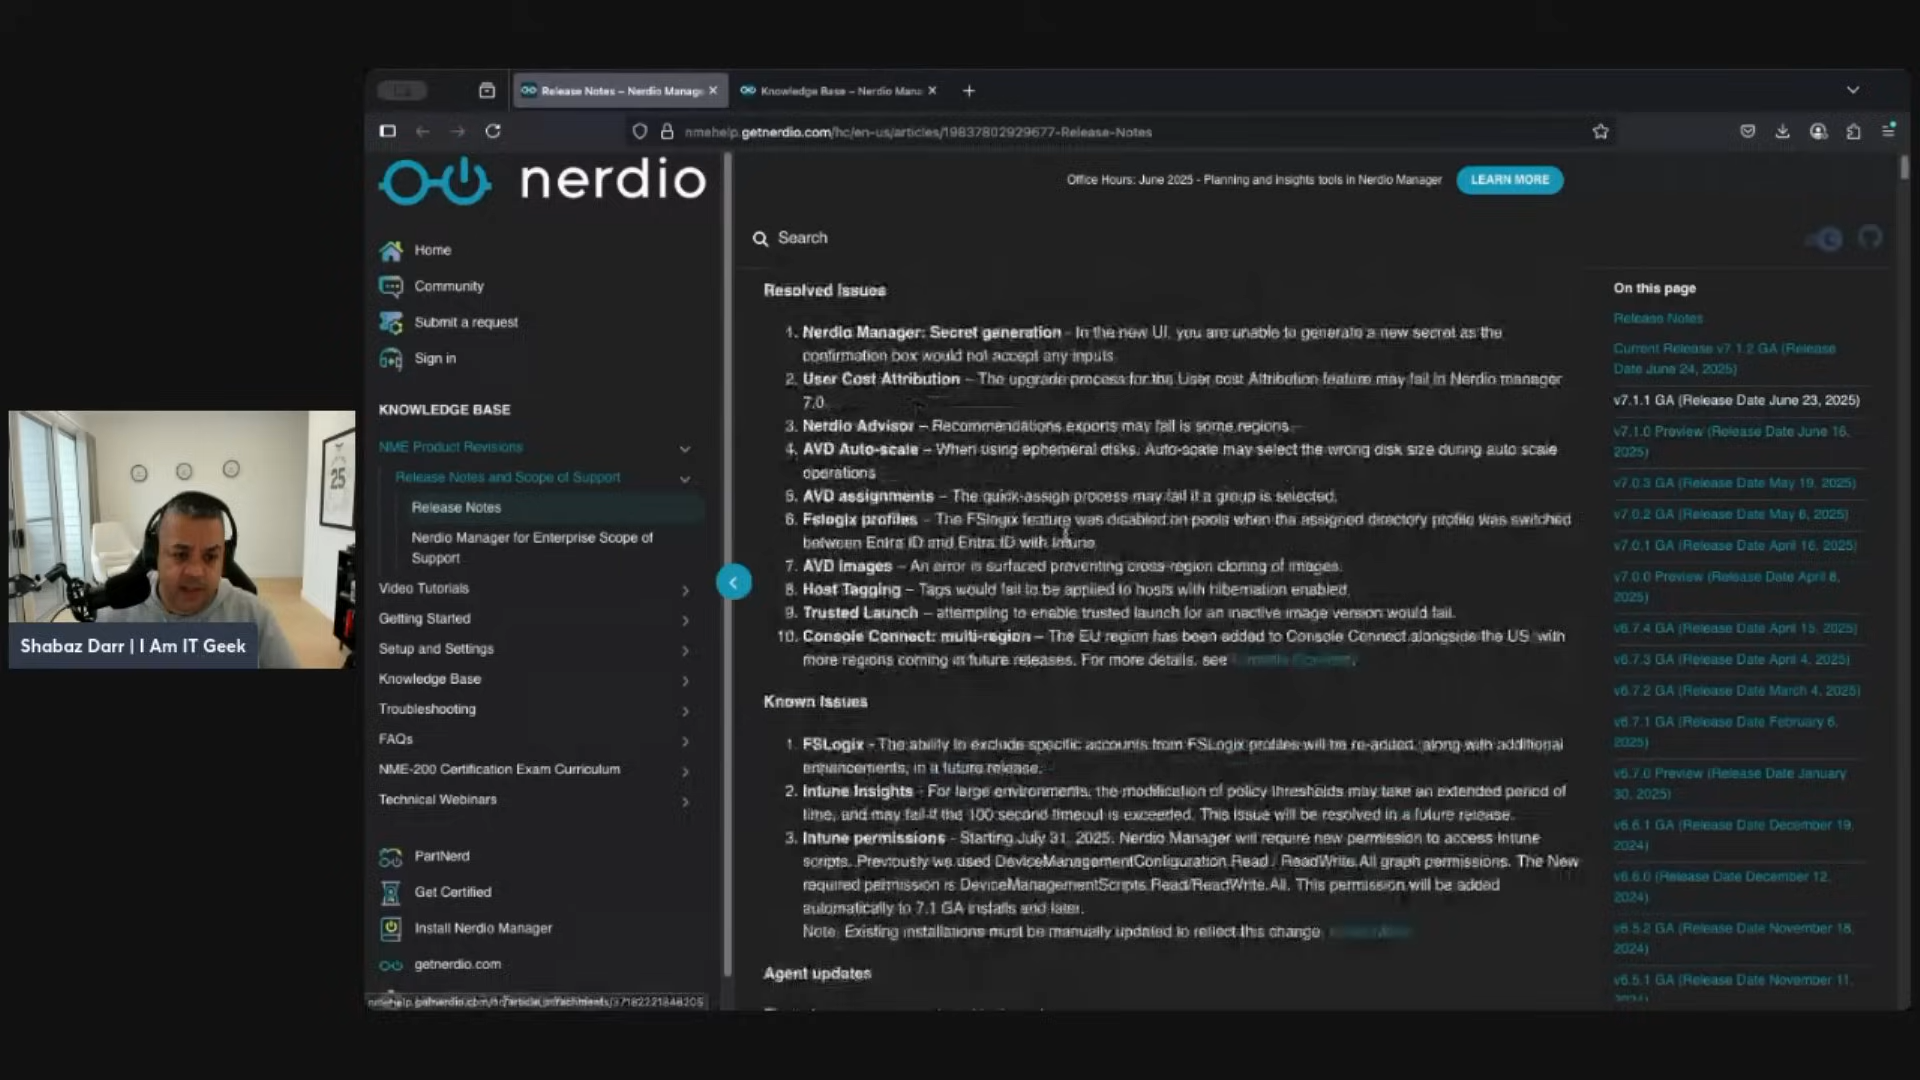 Release Notes – Nerdio Manage
Knowledge Base – Nerdio Mana
nmehelp.getnerdio.com/hc/en-us/articles/19837802929677-Release-Notes
nerdio
Office Hours: June 2025 - Planning and Insights tools in Nerdio Manager
LEARN MORE
Home
Community
Submit a request
Sign in
KNOWLEDGE BASE
NME Product Revisions
Release Notes and Scope of Support
Release Notes
Nerdio Manager for Enterprise Scope of
Support
Video Tutorials
Getting Started
Setup and Settings
Knowledge Base
Troubleshooting
FAQs
NME-200 Certification Exam Curriculum
Technical Webinars
PartNerd
Get Certified
Install Nerdio Manager
getnerdio.com
Search
Resolved Issues
1. Nerdio Manager: Secret generation - In the new UI, you are unable to generate a new secret as the
confirmation box would not accept any inputs
2. User Cost Attribution – The upgrade process for the User cost Attribution feature may fail in Nerdio manager
7.0.
3. Nerdio Advisor – Recommendations exports may fail is some regions.
4. AVD Auto-scale – When using ephemeral disks, Auto-scale may select the wrong disk size during auto scale
operations
5. AVD assignments – The quick-assign process may fail if a group is selected.
6. Fslogix profiles – The FSlogix feature was disabled on pools when the assigned directory profile was switched
between Entra ID and Entra ID with Intune
7. AVD Images – An error is surfaced preventing cross-region cloning of images.
8. Host Tagging – Tags would fail to be applied to hosts with hibernation enabled.
9. Trusted Launch – attempting to enable trusted launch for an inactive image version would fail.
10. Console Connect: multi-region – The EU region has been added to Console Connect alongside the US, with
more regions coming in future releases. For more details, see
Known Issues
1. FSLogix - The ability to exclude specific accounts from FSLogix profiles will be re-added, along with additional
enhancements, in a future release.
2. Intune Insights - For large environments, the modification of policy thresholds may take an extended period of
time, and may fail if the 100 second timeout is exceeded. This issue will be resolved in a future release.
3. Intune permissions - Starting July 31, 2025, Nerdio Manager will require new permission to access Intune
scripts. Previously we used DeviceManagementConfiguration.Read / ReadWrite.All graph permissions. The New
required permission is DeviceManagementScripts.Read/ReadWrite.All. This permission will be added
automatically to 7.1 GA installs and later.
Note: Existing installations must be manually updated to reflect this change.
Agent updates
On this page
Release Notes
Current Release v7.1.2 GA (Release
Date June 24, 2025)
v7.1.1 GA (Release Date June 23, 2025)
v7.1.0 Preview (Release Date June 16,
2025)
v7.0.3 GA (Release Date May 19, 2025)
v7.0.2 GA (Release Date May 6, 2025)
v7.0.1 GA (Release Date April 16, 2025)
v7.0.0 Preview (Release Date April 8,
2025)
v6.7.4 GA (Release Date April 15, 2025)
v6.7.3 GA (Release Date April 4, 2025)
v6.7.2 GA (Release Date March 4, 2025)
v6.7.1 GA (Release Date February 6,
2025)
v6.7.0 Preview (Release Date January
30, 2025)
v6.6.1 GA (Release Date December 19,
2024)
v6.6.0 (Release Date December 12,
2024)
v6.5.2 GA (Release Date November 18,
2024)
v6.5.1 GA (Release Date November 11,
2024)
25
Shabaz Darr | I Am IT Geek